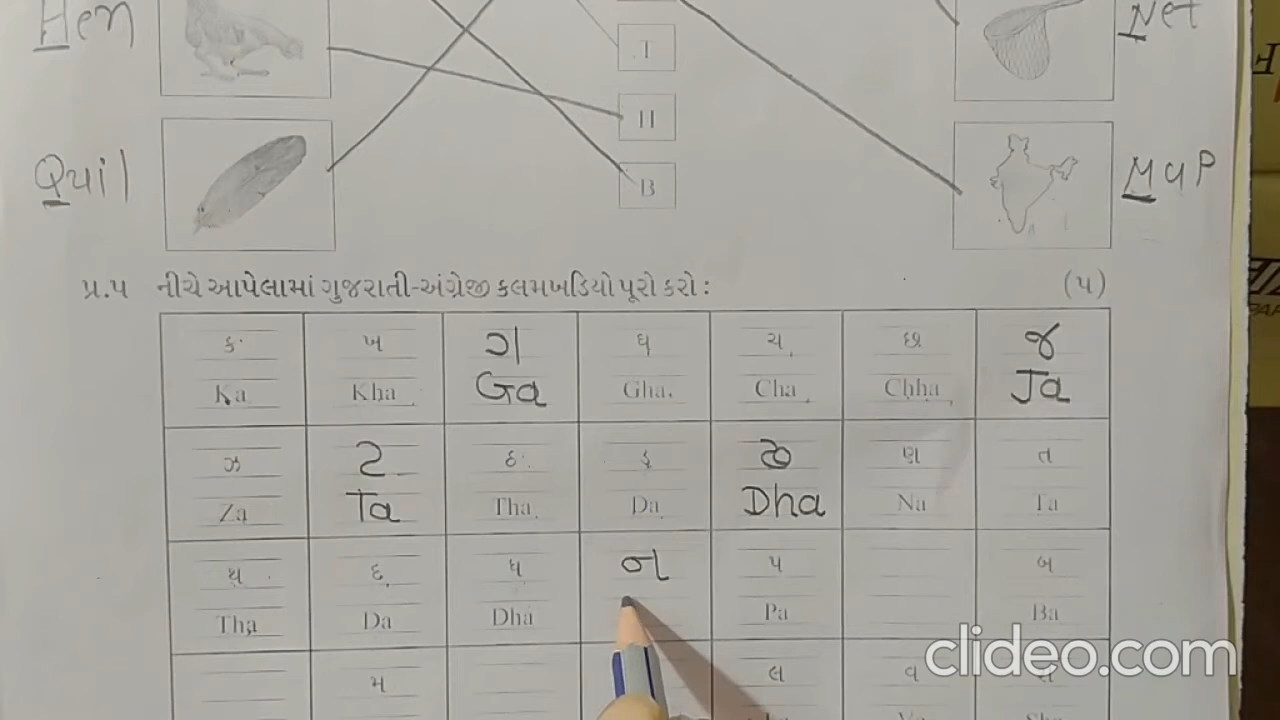 Hen
Net
T
H
B
Quil
Map
પ્ર.૫ નીચે આપેલામાં ગુજરાતી-અંગ્રેજી કલમખડિયો પૂરો કરો : (૫)
ક ખ ગ ઘ ચ છ જ
Ka Kha Ga Gha Cha Chha Ja
ઝ ટ ઠ ડ ઢ ણ ત
Za Ta Tha Da Dha Na Ta
થ દ ધ ન પ બ
Tha Da Dha Pa Ba
મ લ વ
clideo.com